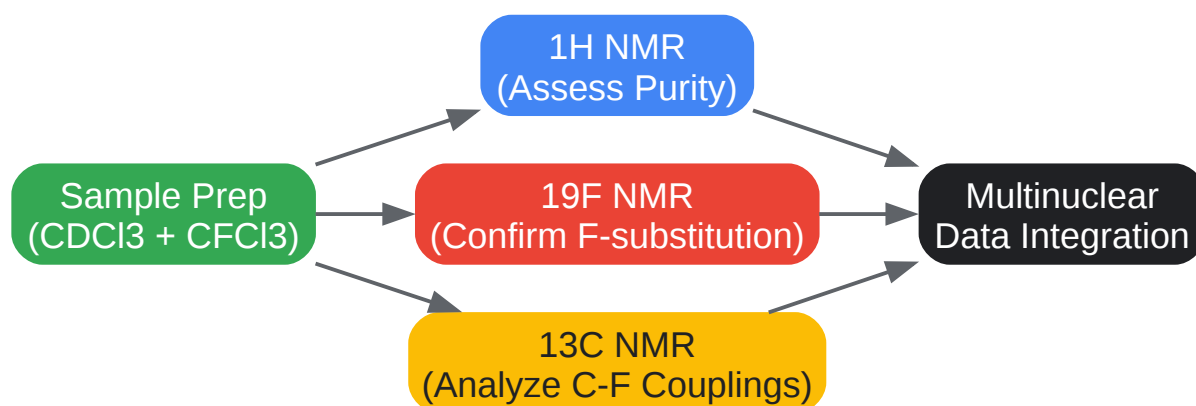 1H NMR
(Assess Purity)
Sample Prep
(CDCl3 + CFCl3)
19F NMR
(Confirm F-substitution)
Multinuclear
Data Integration
13C NMR
(Analyze C-F Couplings)